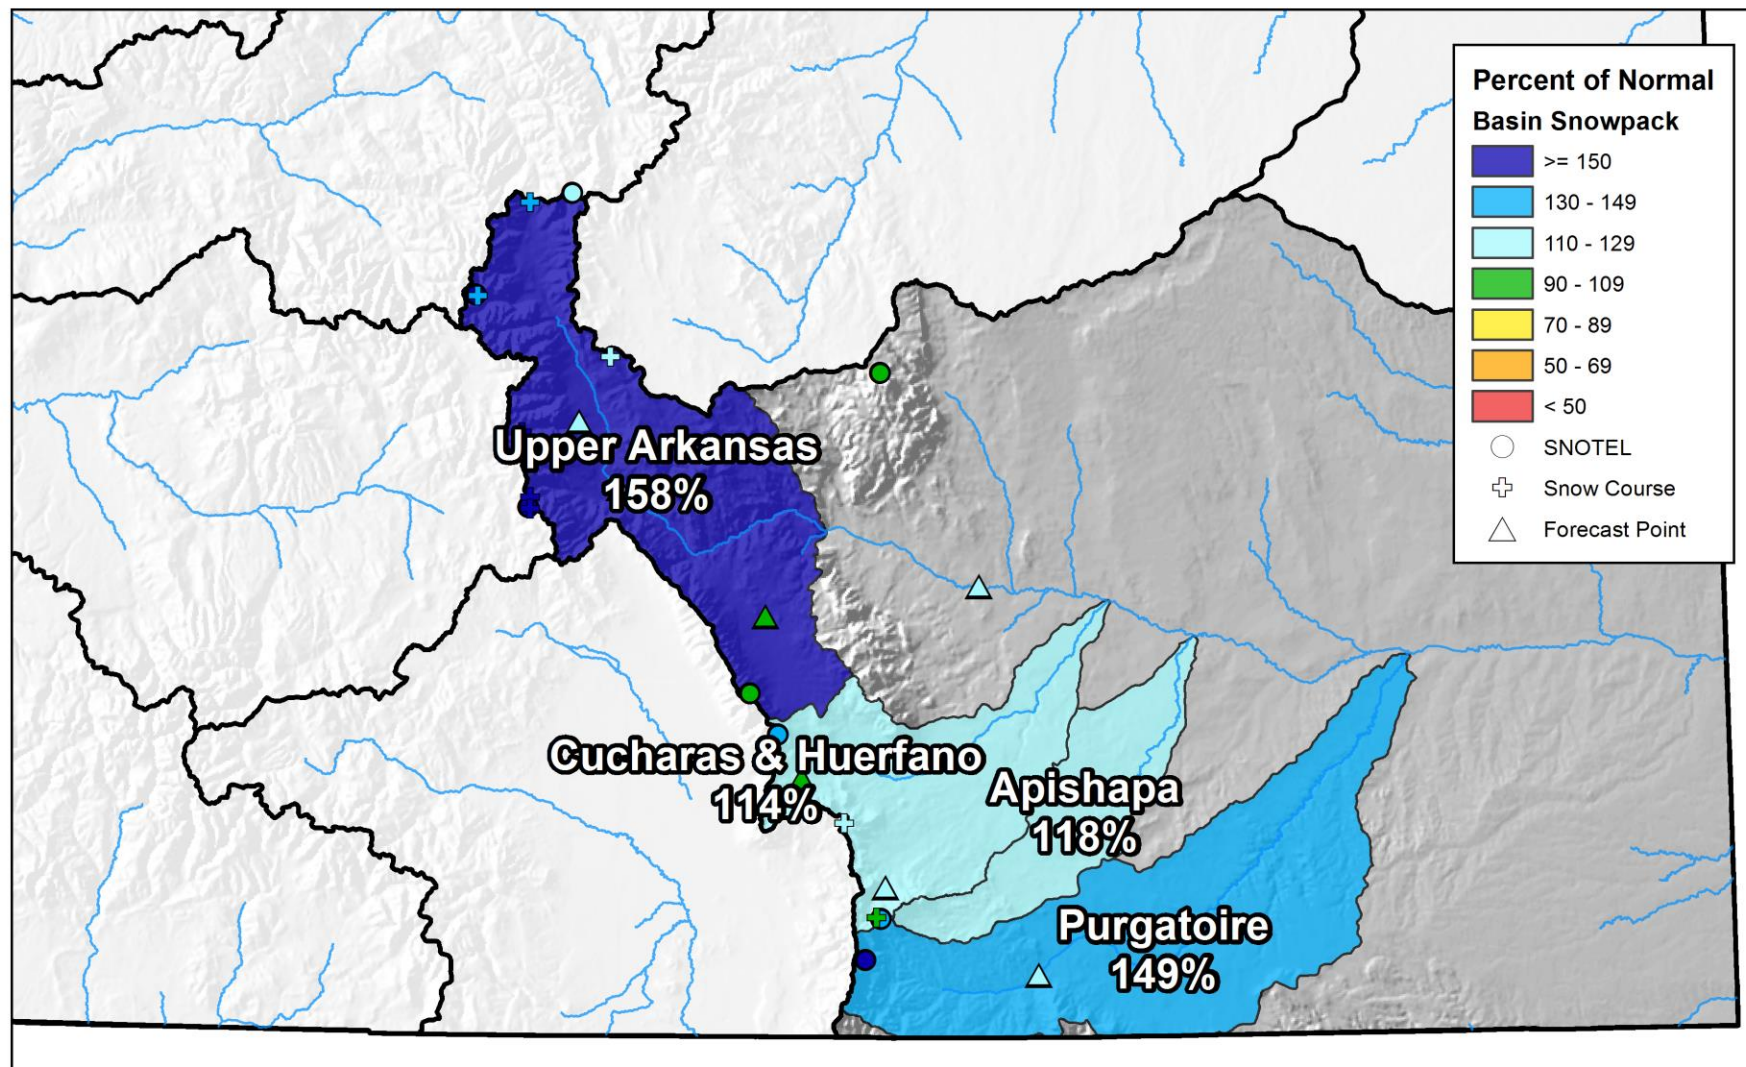 Percent of Normal
Basin Snowpack
>= 150
130 - 149
110 - 129
90 - 109
70 - 89
50 - 69
< 50
SNOTEL
Snow Course
Forecast Point
Upper Arkansas
158%
Cucharas & Huerfano
114%
Apishapa
118%
Purgatoire
149%